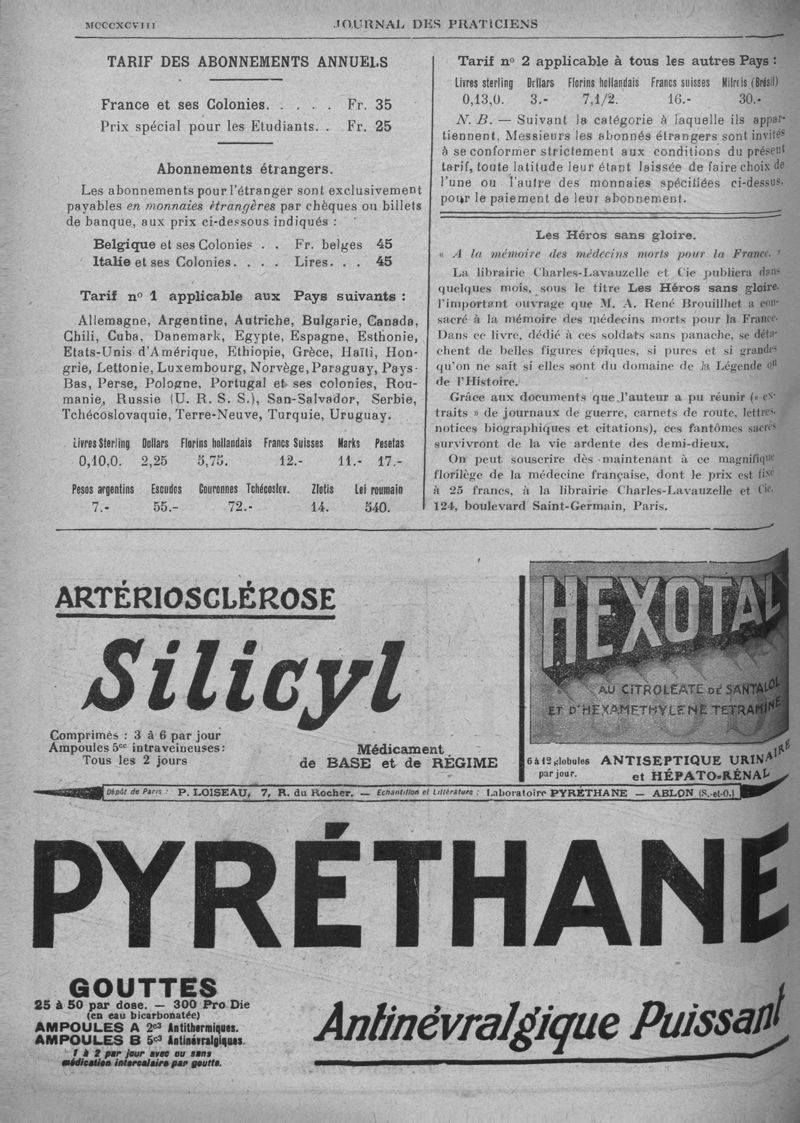 MCCCXCVIII
JOURNAL DES PRATICIENS
TARIF DES ABONNEMENTS ANNUELS
France et ses Colonies. . . . . Fr. 35
Prix spécial pour les Etudiants. . Fr. 25
Abonnements étrangers.
Les abonnements pour l'étranger sont exclusivement
payables en monnaies étrangères par chèques ou billets
de banque, aux prix ci-dessous indiqués :
Belgique et ses Colonies . . Fr. belges 45
Italie et ses Colonies. . . . Lires. . . 45
Tarif nº 1 applicable aux Pays suivants :
Allemagne, Argentine, Autriche, Bulgarie, Canada,
Chili, Cuba, Danemark, Egypte, Espagne, Esthonie,
Etats-Unis d'Amérique, Ethiopie, Grèce, Haïti, Hon-
grie, Lettonie, Luxembourg, Norvège, Paraguay, Pays-
Bas, Perse, Pologne, Portugal et ses colonies, Rou-
manie, Russie (U. R. S. S.), San-Salvador, Serbie,
Tchécoslovaquie, Terre-Neuve, Turquie, Uruguay.
Livres Sterling Dollars Florins hollandais Francs Suisses Marks Pesetas
0,10,0. 2,25 5,75. 12.- 11.- 17.-
Pesos argentins Escudos Couronnes Tchécoslev. Zlotis Lei roumain
7.- 55.- 72.- 14. 540.
Tarif nº 2 applicable à tous les autres Pays :
Livres sterling Dollars Florins hollandais Francs suisses Milreis (Brésil)
0,13,0. 3.- 7,1/2. 16.- 30.-
N. B. — Suivant la catégorie à laquelle ils appar-
tiennent, Messieurs les abonnés étrangers sont invités
à se conformer strictement aux conditions du présent
tarif, toute latitude leur étant laissée de faire choix de
l'une ou l'autre des monnaies spécifiées ci-dessus,
pour le paiement de leur abonnement.
Les Héros sans gloire.
« A la mémoire des médecins morts pour la France. »
La librairie Charles-Lavauzelle et Cie publiera dans
quelques mois, sous le titre Les Héros sans gloire,
l'important ouvrage que M. A. René Brouillhet a con-
sacré à la mémoire des médecins morts pour la France.
Dans ce livre, dédié à ces soldats sans panache, se déta-
chent de belles figures épiques, si pures et si grandes
qu'on ne sait si elles sont du domaine de la Légende ou
de l'Histoire.
Grâce aux documents que l'auteur a pu réunir (« ex-
traits » de journaux de guerre, carnets de route, lettres,
notices biographiques et citations), ces fantômes sacrés
survivront de la vie ardente des demi-dieux.
On peut souscrire dès maintenant à ce magnifique
florilège de la médecine française, dont le prix est fixé
à 25 francs, à la librairie Charles-Lavauzelle et Cie,
124, boulevard Saint-Germain, Paris.
ARTÉRIOSCLÉROSE
Silicyl
Comprimés : 3 à 6 par jour
Ampoules 5cc intraveineuses :
Tous les 2 jours
Médicament
de BASE et de RÉGIME
HEXOTAL
AU CITROLÉATE DE SANTALOL
ET D'HEXAMETHYLENE TETRAMINE
6 à 12 globules
par jour.
ANTISEPTIQUE URINAIRE
et HÉPATO-RÉNAL
Dépôt de Paris : P. LOISEAU, 7, R. du Rocher. — Echantillon et Littérature : Laboratoire PYRÉTHANE — ABLON (S.-et-O.)
PYRÉTHANE
GOUTTES
25 à 50 par dose. — 300 Pro Die
(en eau bicarbonatée)
AMPOULES A 2c3 Antithermiques.
AMPOULES B 5c3 Antinévralgiques.
1 à 2 par jour avec ou sans
médication intercalaire par goutte.
Antinévralgique Puissant